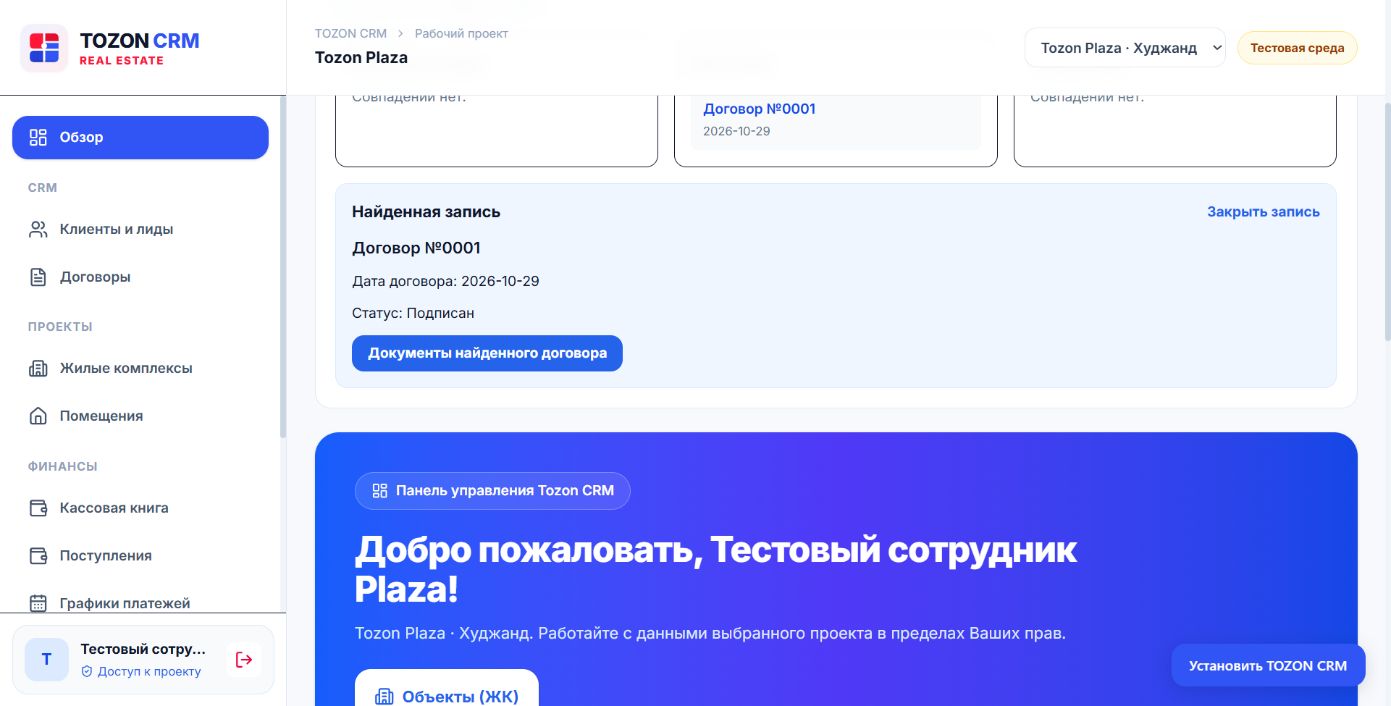 TOZON CRM
REAL ESTATE
Обзор
CRM
Клиенты и лиды
Договоры
ПРОЕКТЫ
Жилые комплексы
Помещения
ФИНАНСЫ
Кассовая книга
Поступления
Графики платежей
Т
Тестовый сотру...
Доступ к проекту
TOZON CRM > Рабочий проект
Tozon Plaza
Tozon Plaza · Худжанд
Тестовая среда
Совпадений нет.
Договор №0001
2026-10-29
Совпадений нет.
Найденная запись
Закрыть запись
Договор №0001
Дата договора: 2026-10-29
Статус: Подписан
Документы найденного договора
Панель управления Tozon CRM
Добро пожаловать, Тестовый сотрудник
Plaza!
Tozon Plaza · Худжанд. Работайте с данными выбранного проекта в пределах Ваших прав.
Объекты (ЖК)
Установить TOZON CRM